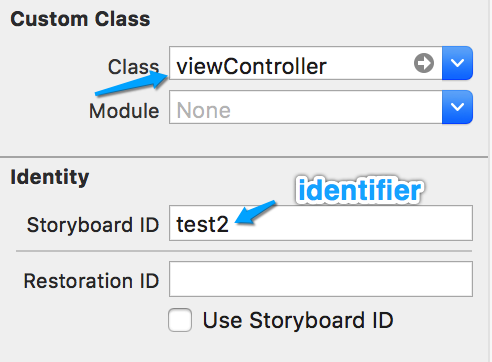 Custom Class
Class viewController
Module None
Identity
identifier
Storyboard ID test2
Restoration ID
Use Storyboard ID